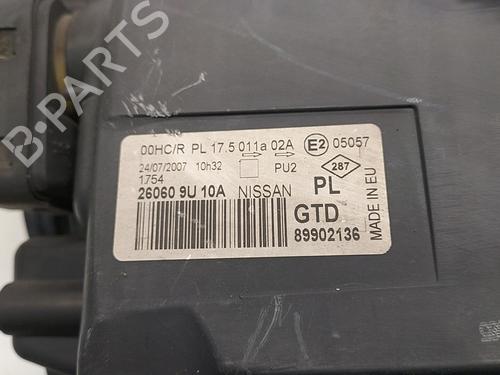 00HC/R PL 17.5 011a 02A E2 05057
24/07/2007 10h32 PU2 287
1754
26060 9U 10A NISSAN PL
GTD
89902136
MADE IN EU
B-PARTS